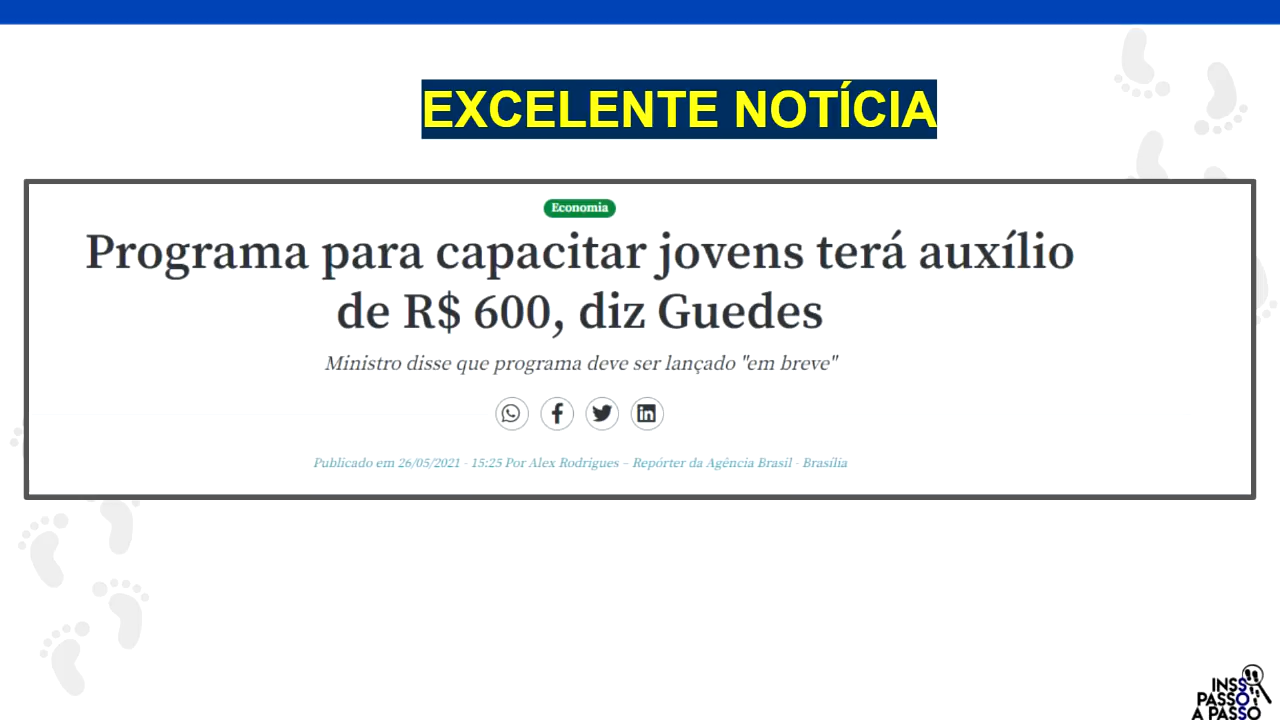 EXCELENTE NOTÍCIA
Economia
Programa para capacitar jovens terá auxílio
de R$ 600, diz Guedes
Ministro disse que programa deve ser lançado "em breve"
Publicado em 26/05/2021 - 15:25 Por Alex Rodrigues - Repórter da Agência Brasil - Brasília
INSS
PASSO
A PASSO